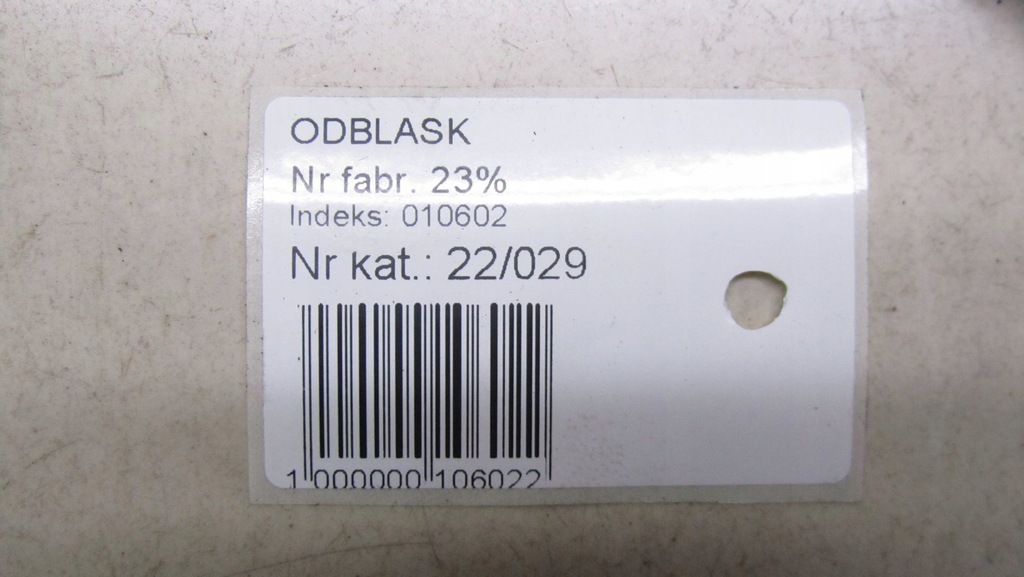 ODBLASK
Nr fabr. 23%
Indeks: 010602
Nr kat.: 22/029
1 000000 106022